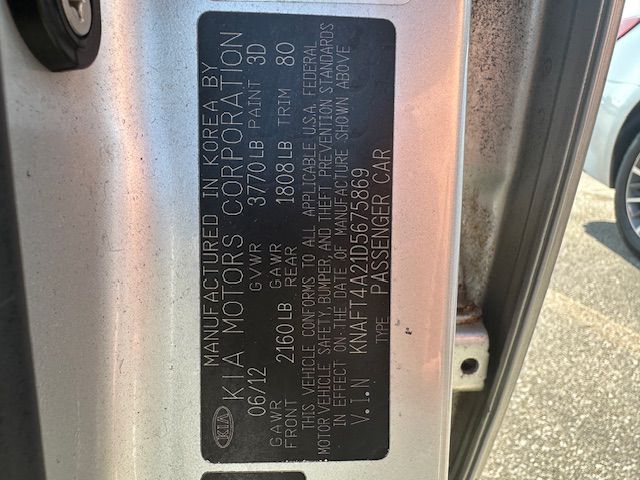 KIA
MANUFACTURED IN KOREA BY
KIA MOTORS CORPORATION
06/12 GVWR 3770LB PAINT 3D
GAWR FRONT 2160LB GAWR REAR 1808LB TRIM 80
THIS VEHICLE CONFORMS TO ALL APPLICABLE U.S.A. FEDERAL
MOTOR VEHICLE SAFETY, BUMPER, AND THEFT PREVENTION STANDARDS
IN EFFECT ON THE DATE OF MANUFACTURE SHOWN ABOVE
V.I.N KNAFT4A21D5675869
TYPE PASSENGER CAR